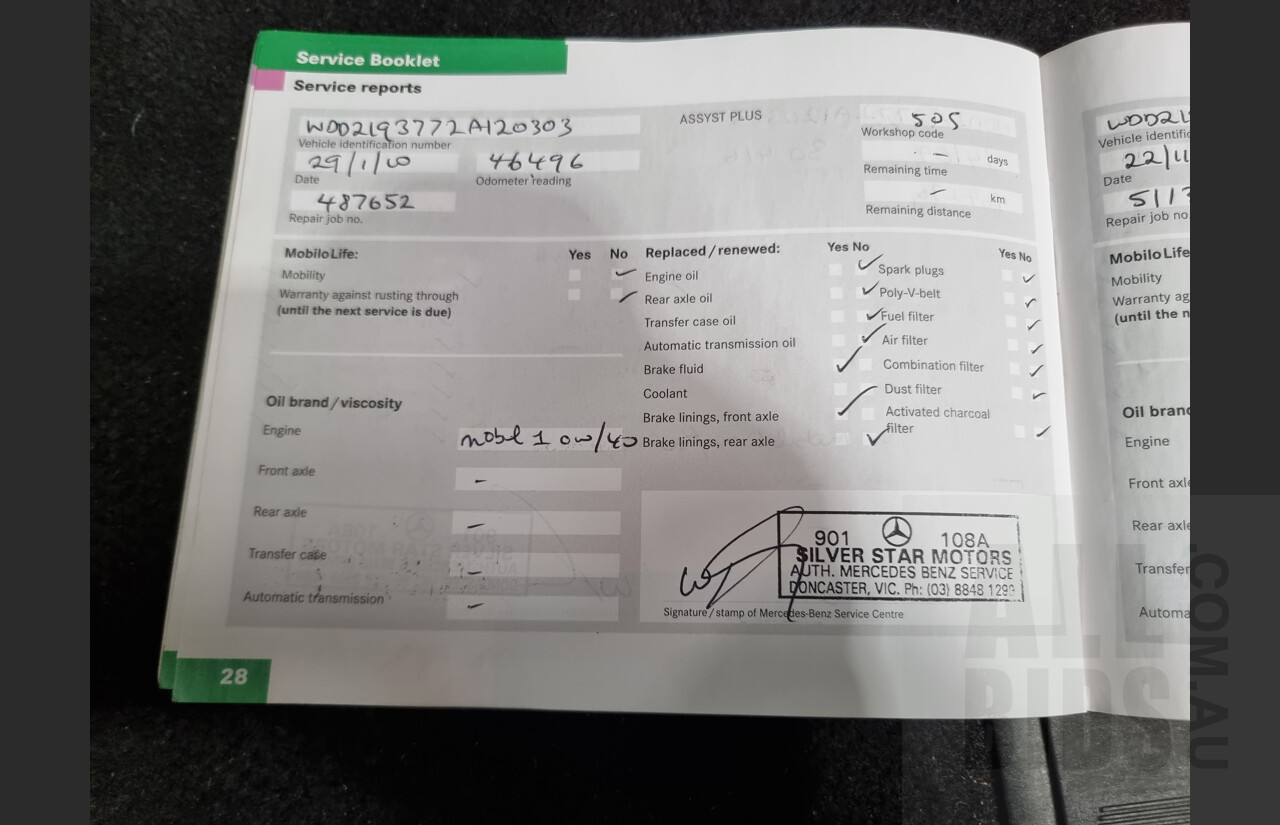 Service Booklet
Service reports
WDD2193772A120303
Vehicle identification number
29/1/10
Date
46496
Odometer reading
487652
Repair job no.
ASSYST PLUS
505
Workshop code
- days
Remaining time
- km
Remaining distance
MobiloLife: Yes No
Mobility
Warranty against rusting through
(until the next service is due)
Oil brand/viscosity
Engine mobil 1 0w/40
Front axle -
Rear axle -
Transfer case -
Automatic transmission -
Replaced/renewed: Yes No
Engine oil
Rear axle oil
Transfer case oil
Automatic transmission oil
Brake fluid
Coolant
Brake linings, front axle
Brake linings, rear axle
Yes No
Spark plugs
Poly-V-belt
Fuel filter
Air filter
Combination filter
Dust filter
Activated charcoal
filter
901 108A
SILVER STAR MOTORS
AUTH. MERCEDES BENZ SERVICE
DONCASTER, VIC. Ph: (03) 8848 1299
Signature/stamp of Mercedes-Benz Service Centre
28
WDD21
Vehicle identific
22/11
Date
Repair job no
MobiloLife
Mobility
Warranty ag
(until the n
Oil brand
Engine
Front axle
Rear axle
Transfer
Automa
ALL
BIDS
.COM.AU